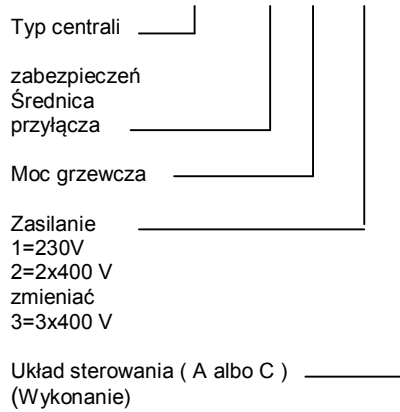 Typ centrali
zabezpieczeń
Średnica
przyłącza
Moc grzewcza
Zasilanie
1=230V
2=2x400 V
zmieniać
3=3x400 V
Układ sterowania ( A albo C )
(Wykonanie)